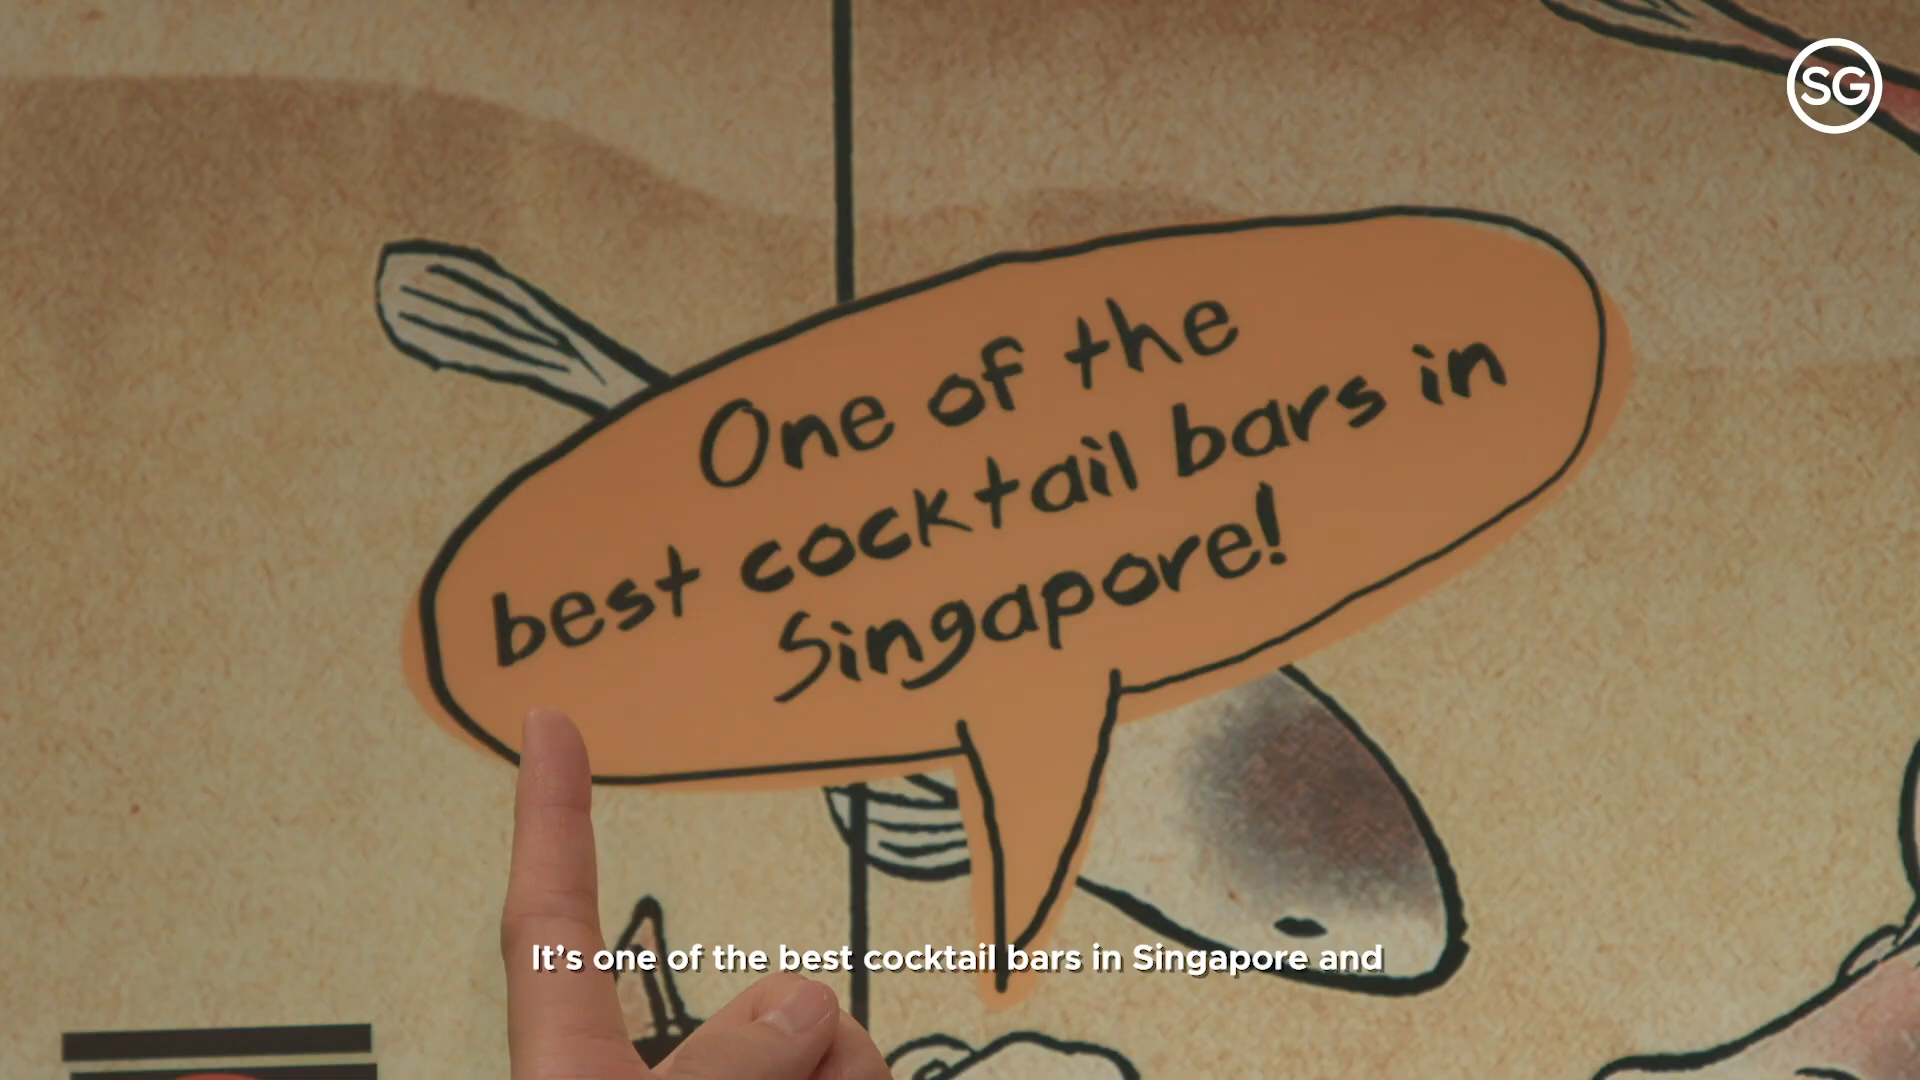 SG
One of the
best cocktail bars in
Singapore!
It's one of the best cocktail bars in Singapore and